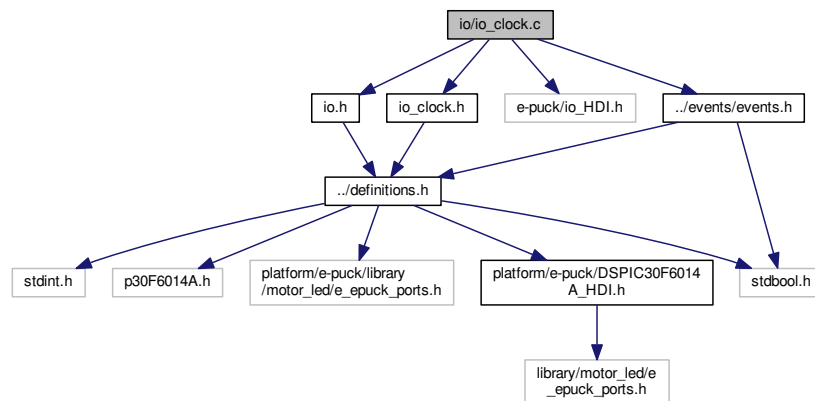 io/io_clock.c
io.h
io_clock.h
e-puck/io_HDI.h
../events/events.h
../definitions.h
stdint.h
p30F6014A.h
platform/e-puck/library
/motor_led/e_epuck_ports.h
platform/e-puck/DSPIC30F6014
A_HDI.h
stdbool.h
library/motor_led/e
_epuck_ports.h